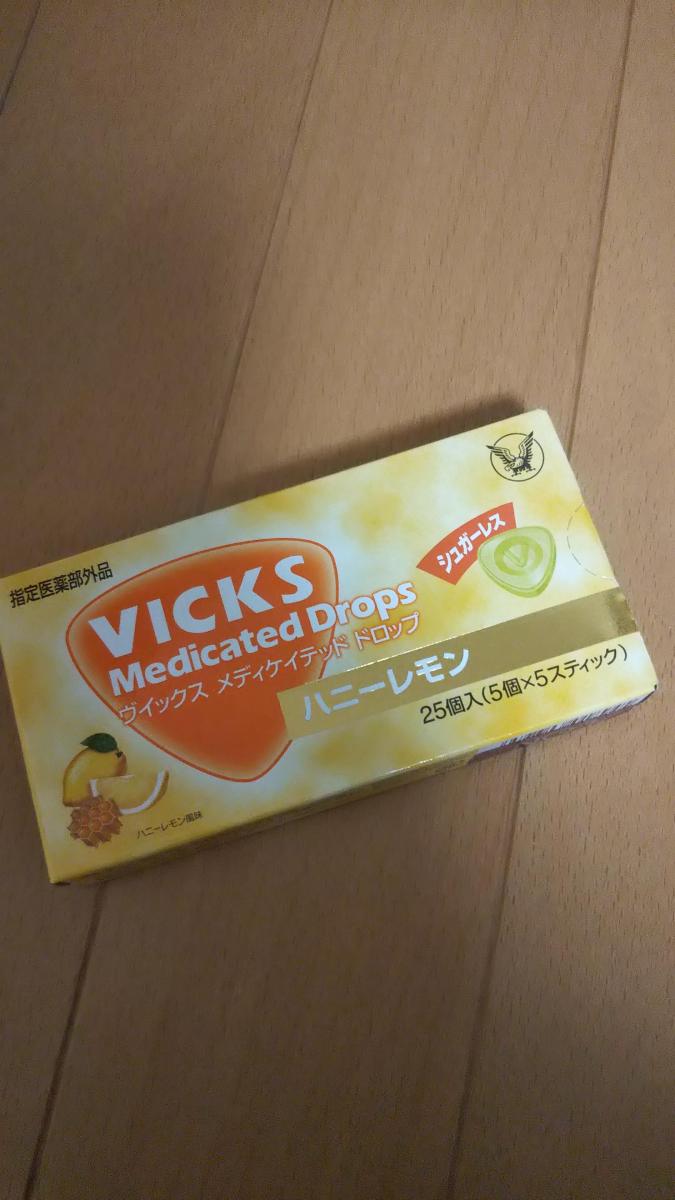 指定医薬部外品
VICKS
Medicated Drops
ヴイックス メディケイテッド ドロップ
シュガーレス
V
ハニーレモン
25個入(5個×5スティック)
ハニーレモン風味